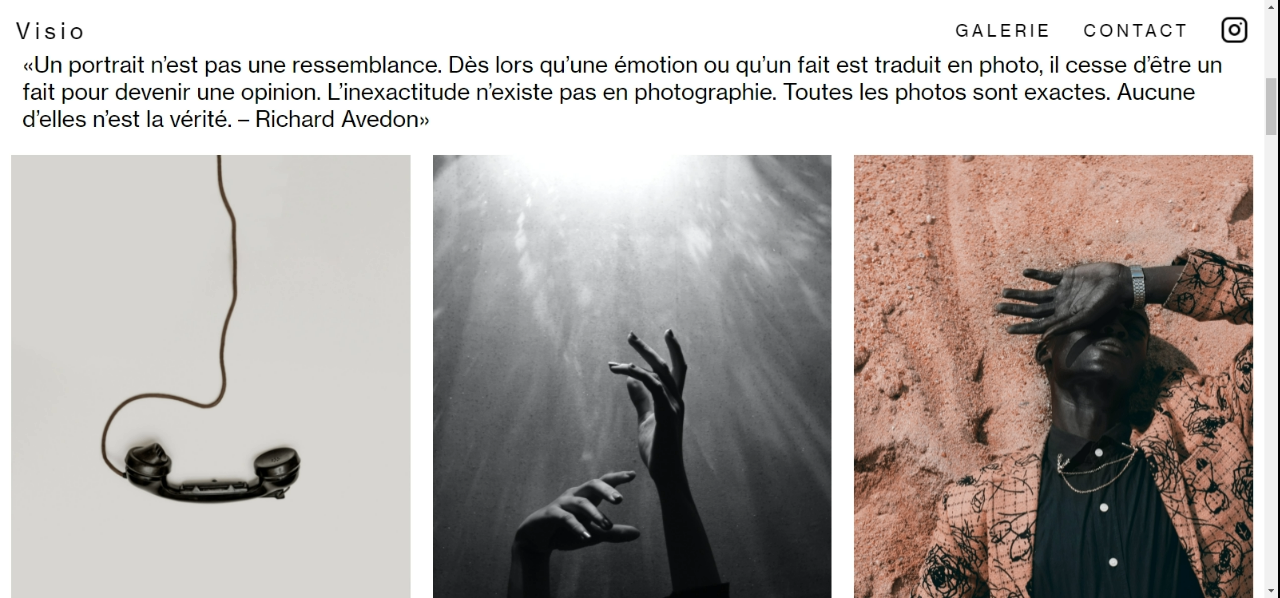 Visio
GALERIE CONTACT
«Un portrait n’est pas une ressemblance. Dès lors qu’une émotion ou qu’un fait est traduit en photo, il cesse d’être un
fait pour devenir une opinion. L’inexactitude n’existe pas en photographie. Toutes les photos sont exactes. Aucune
d’elles n’est la vérité. – Richard Avedon»